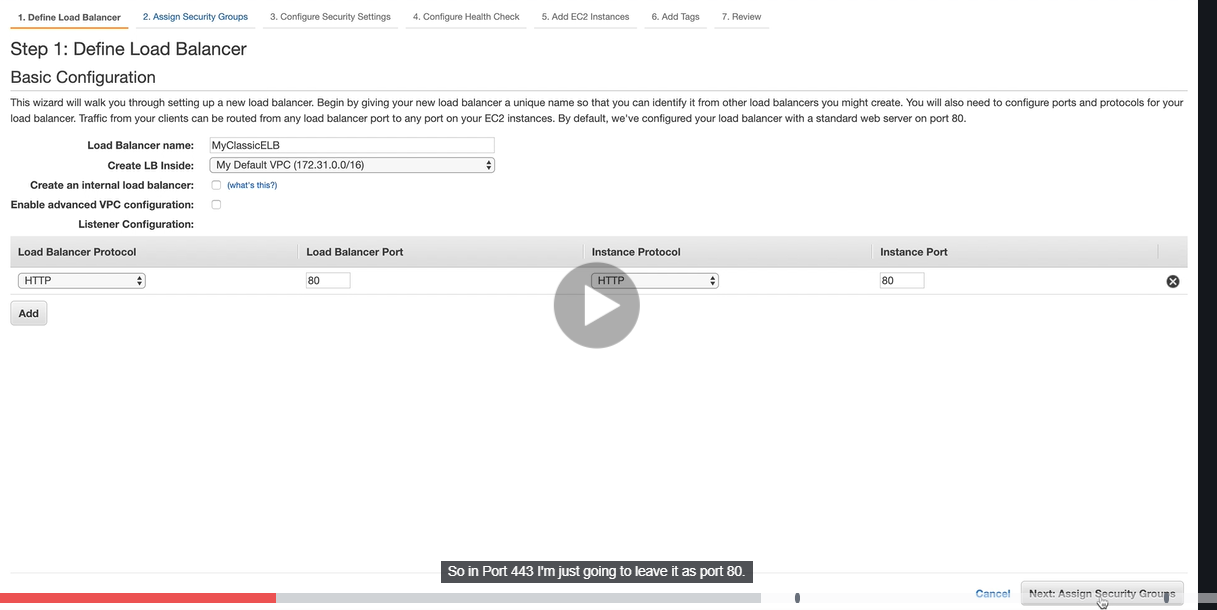 1. Define Load Balancer 2. Assign Security Groups 3. Configure Security Settings 4. Configure Health Check 5. Add EC2 Instances 6. Add Tags 7. Review
Step 1: Define Load Balancer
Basic Configuration
This wizard will walk you through setting up a new load balancer. Begin by giving your new load balancer a unique name so that you can identify it from other load balancers you might create. You will also need to configure ports and protocols for your
load balancer. Traffic from your clients can be routed from any load balancer port to any port on your EC2 instances. By default, we've configured your load balancer with a standard web server on port 80.
Load Balancer name: MyClassicELB
Create LB Inside: My Default VPC (172.31.0.0/16)
Create an internal load balancer: (what's this?)
Enable advanced VPC configuration:
Listener Configuration:
Load Balancer Protocol Load Balancer Port Instance Protocol Instance Port
HTTP 80 HTTP 80
Add
So in Port 443 I'm just going to leave it as port 80.
Cancel Next: Assign Security Groups